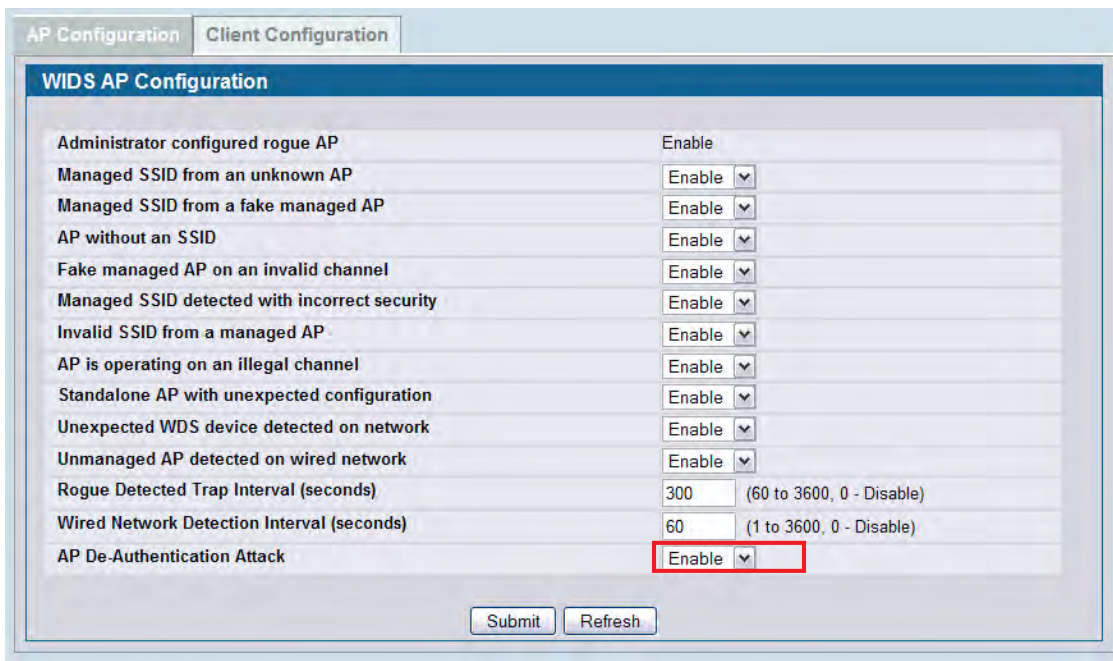 AP Configuration Client Configuration
WIDS AP Configuration
Administrator configured rogue AP Enable
Managed SSID from an unknown AP Enable
Managed SSID from a fake managed AP Enable
AP without an SSID Enable
Fake managed AP on an invalid channel Enable
Managed SSID detected with incorrect security Enable
Invalid SSID from a managed AP Enable
AP is operating on an illegal channel Enable
Standalone AP with unexpected configuration Enable
Unexpected WDS device detected on network Enable
Unmanaged AP detected on wired network Enable
Rogue Detected Trap Interval (seconds) 300 (60 to 3600, 0 - Disable)
Wired Network Detection Interval (seconds) 60 (1 to 3600, 0 - Disable)
AP De-Authentication Attack Enable
Submit Refresh